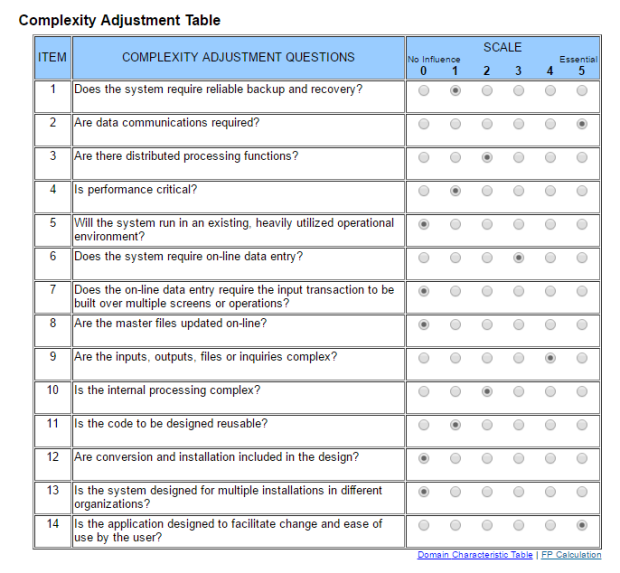 Complexity Adjustment Table
ITEM COMPLEXITY ADJUSTMENT QUESTIONS SCALE
No Influence Essential
0 1 2 3 4 5
1 Does the system require reliable backup and recovery?
2 Are data communications required?
3 Are there distributed processing functions?
4 Is performance critical?
5 Will the system run in an existing, heavily utilized operational
environment?
6 Does the system require on-line data entry?
7 Does the on-line data entry require the input transaction to be
built over multiple screens or operations?
8 Are the master files updated on-line?
9 Are the inputs, outputs, files or inquiries complex?
10 Is the internal processing complex?
11 Is the code to be designed reusable?
12 Are conversion and installation included in the design?
13 Is the system designed for multiple installations in different
organizations?
14 Is the application designed to facilitate change and ease of
use by the user?
Domain Characteristic Table | FP Calculation